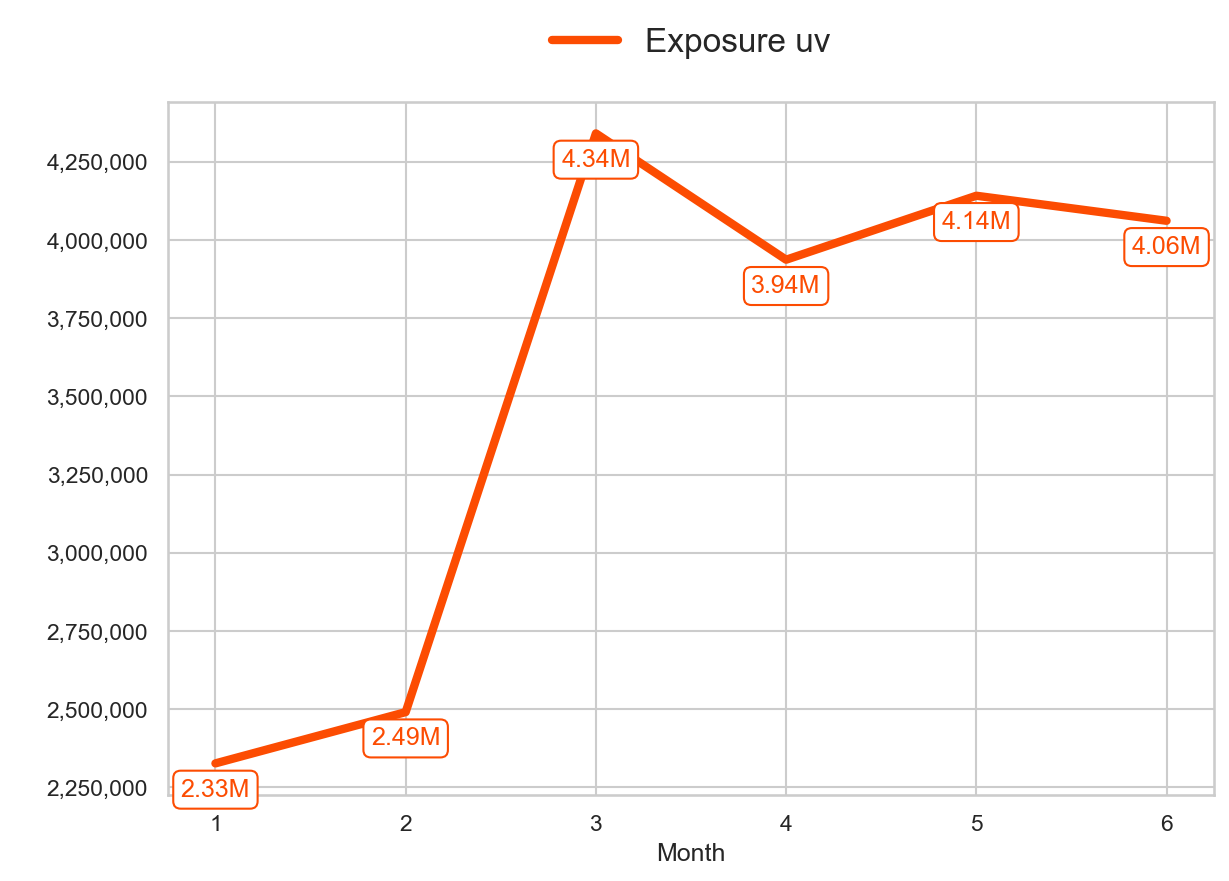 Exposure uv
4,250,000
4,000,000
3,750,000
3,500,000
3,250,000
3,000,000
2,750,000
2,500,000
2,250,000
2.33M
2.49M
4.34M
3.94M
4.14M
4.06M
1 2 3 4 5 6
Month